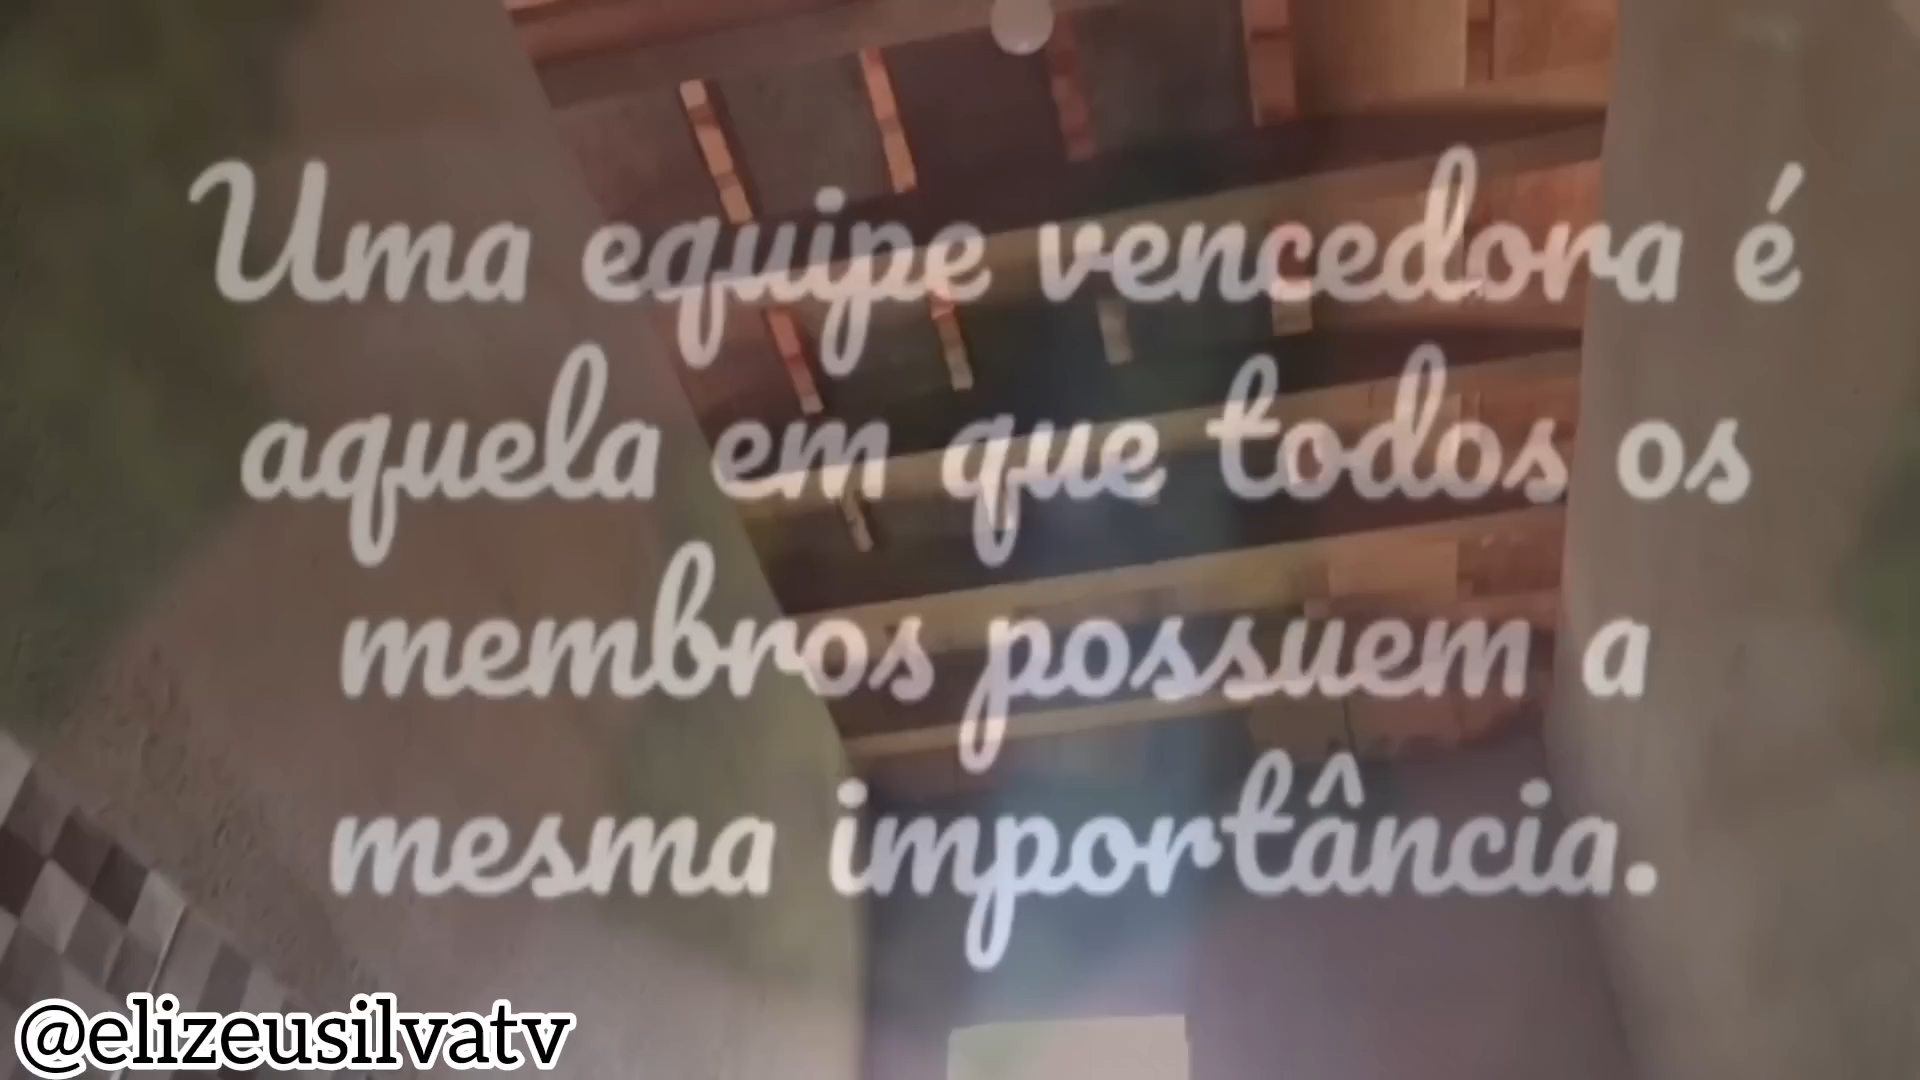 Uma equipe vencedora é
aquela em que todos os
membros possuem a
mesma importância.
@elizeusilvatv